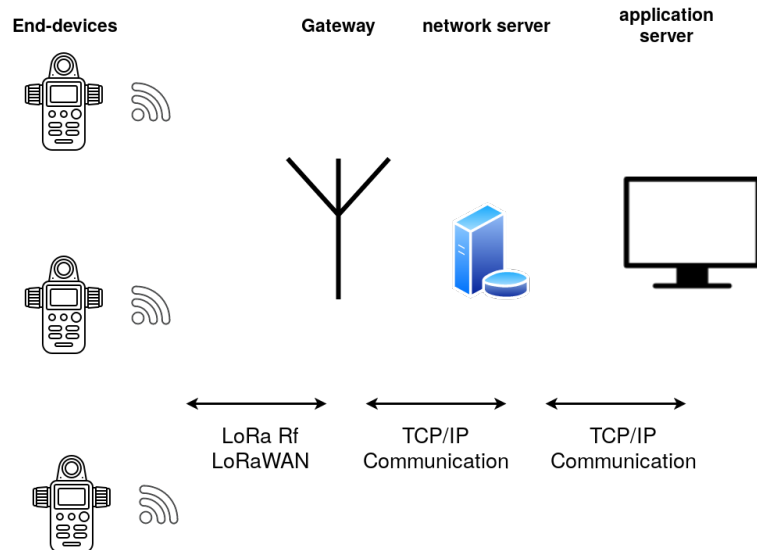 End-devices
Gateway
network server
application
server
LoRa Rf
LoRaWAN
TCP/IP
Communication
TCP/IP
Communication